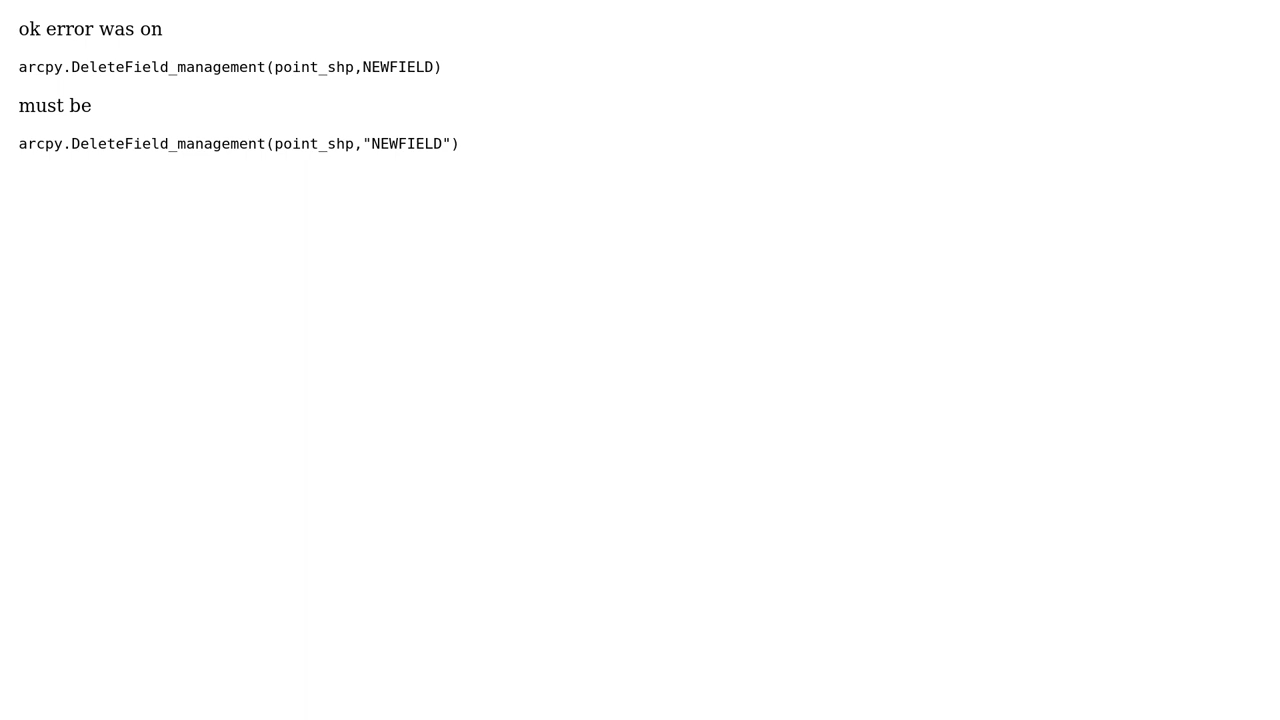 ok error was on
arcpy.DeleteField_management(point_shp,NEWFIELD)
must be
arcpy.DeleteField_management(point_shp,"NEWFIELD")